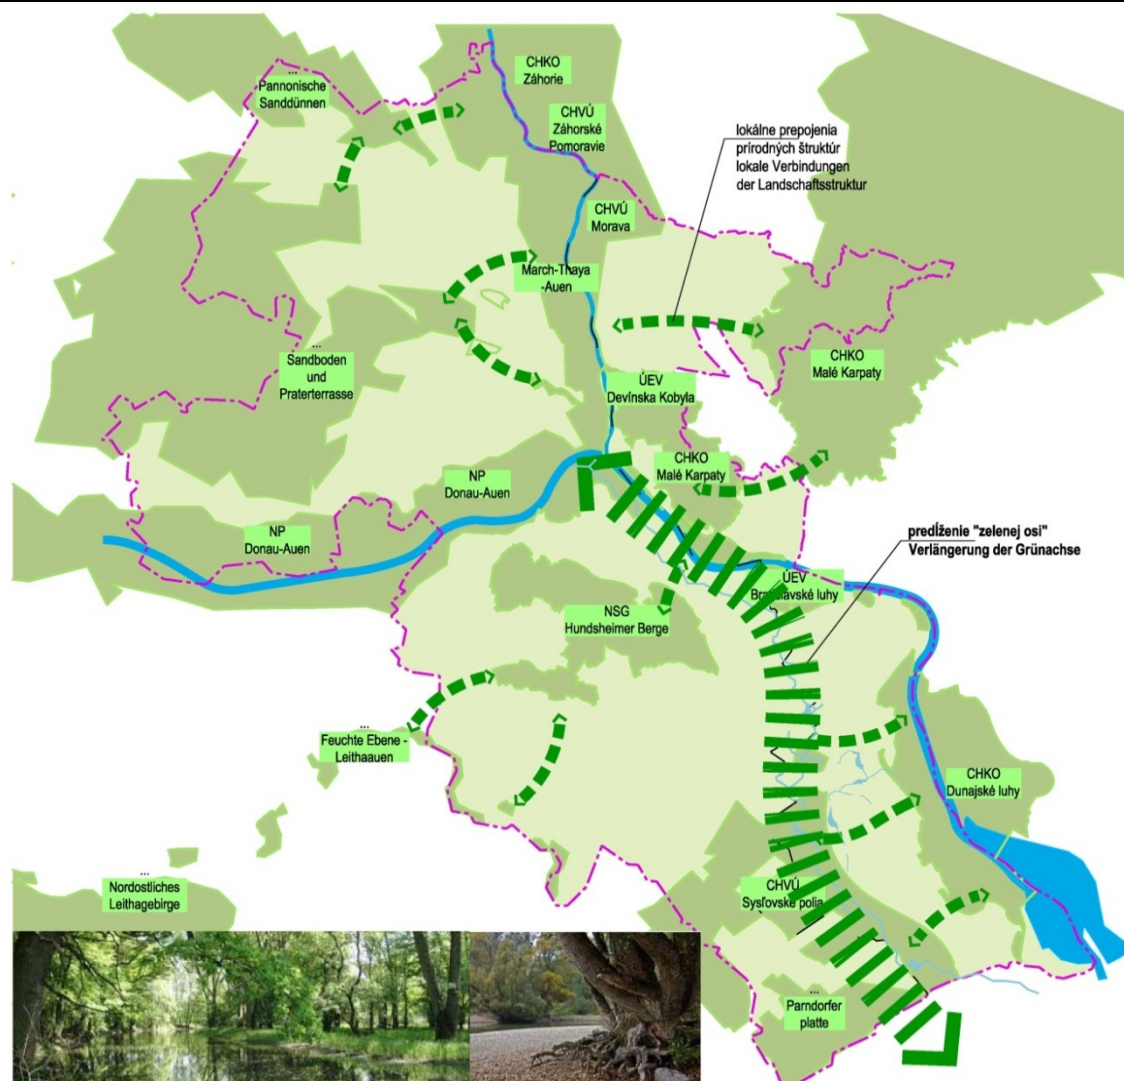 CHKO
Záhorie
...
Pannonische
Sanddünnen
CHVÚ
Záhorské
Pomoravie
lokálne prepojenia
prírodných štruktúr
lokale Verbindungen
der Landschaftsstruktur
CHVÚ
Morava
March-Thaya
-Auen
...
Sandboden
und
Praterterrasse
CHKO
Malé Karpaty
ÚEV
Devínska Kobyla
CHKO
Malé Karpaty
NP
Donau-Auen
NP
Donau-Auen
predĺženie "zelenej osi"
Verlängerung der Grünachse
ÚEV
Bratislavské luhy
NSG
Hundsheimer Berge
...
Feuchte Ebene -
Leithaauen
CHKO
Dunajské luhy
...
Nordostliches
Leithagebirge
CHVÚ
Sysľovské polia
...
Parndorfer
platte